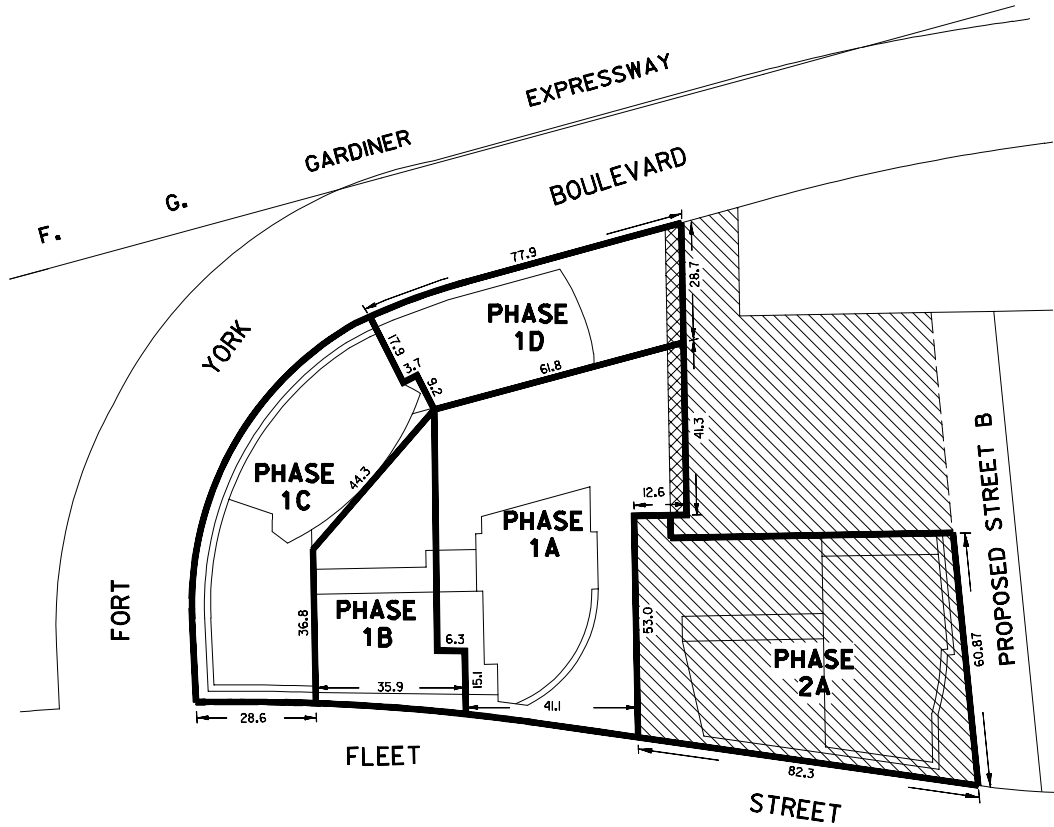 F. G. GARDINER EXPRESSWAY
FORT YORK BOULEVARD
77.9
28.7
PHASE
1D
17.9
3.7
9.2
61.8
41.3
PHASE
1C
44.3
12.6
PHASE
1A
PROPOSED STREET B
36.8
PHASE
1B
53.0
6.3
15.1
35.9
60.87
PHASE
2A
28.6
41.1
82.3
FLEET STREET